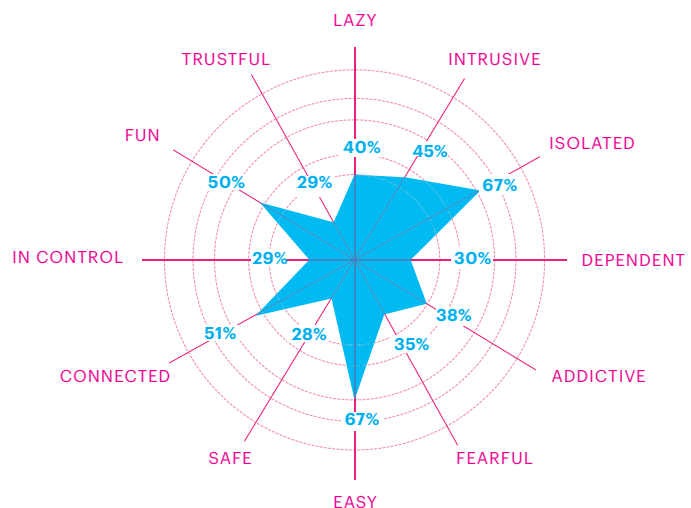 LAZY
TRUSTFUL
INTRUSIVE
FUN
ISOLATED
40%
45%
50%
29%
67%
IN CONTROL
29%
30%
DEPENDENT
38%
51%
28%
35%
CONNECTED
ADDICTIVE
67%
SAFE
FEARFUL
EASY